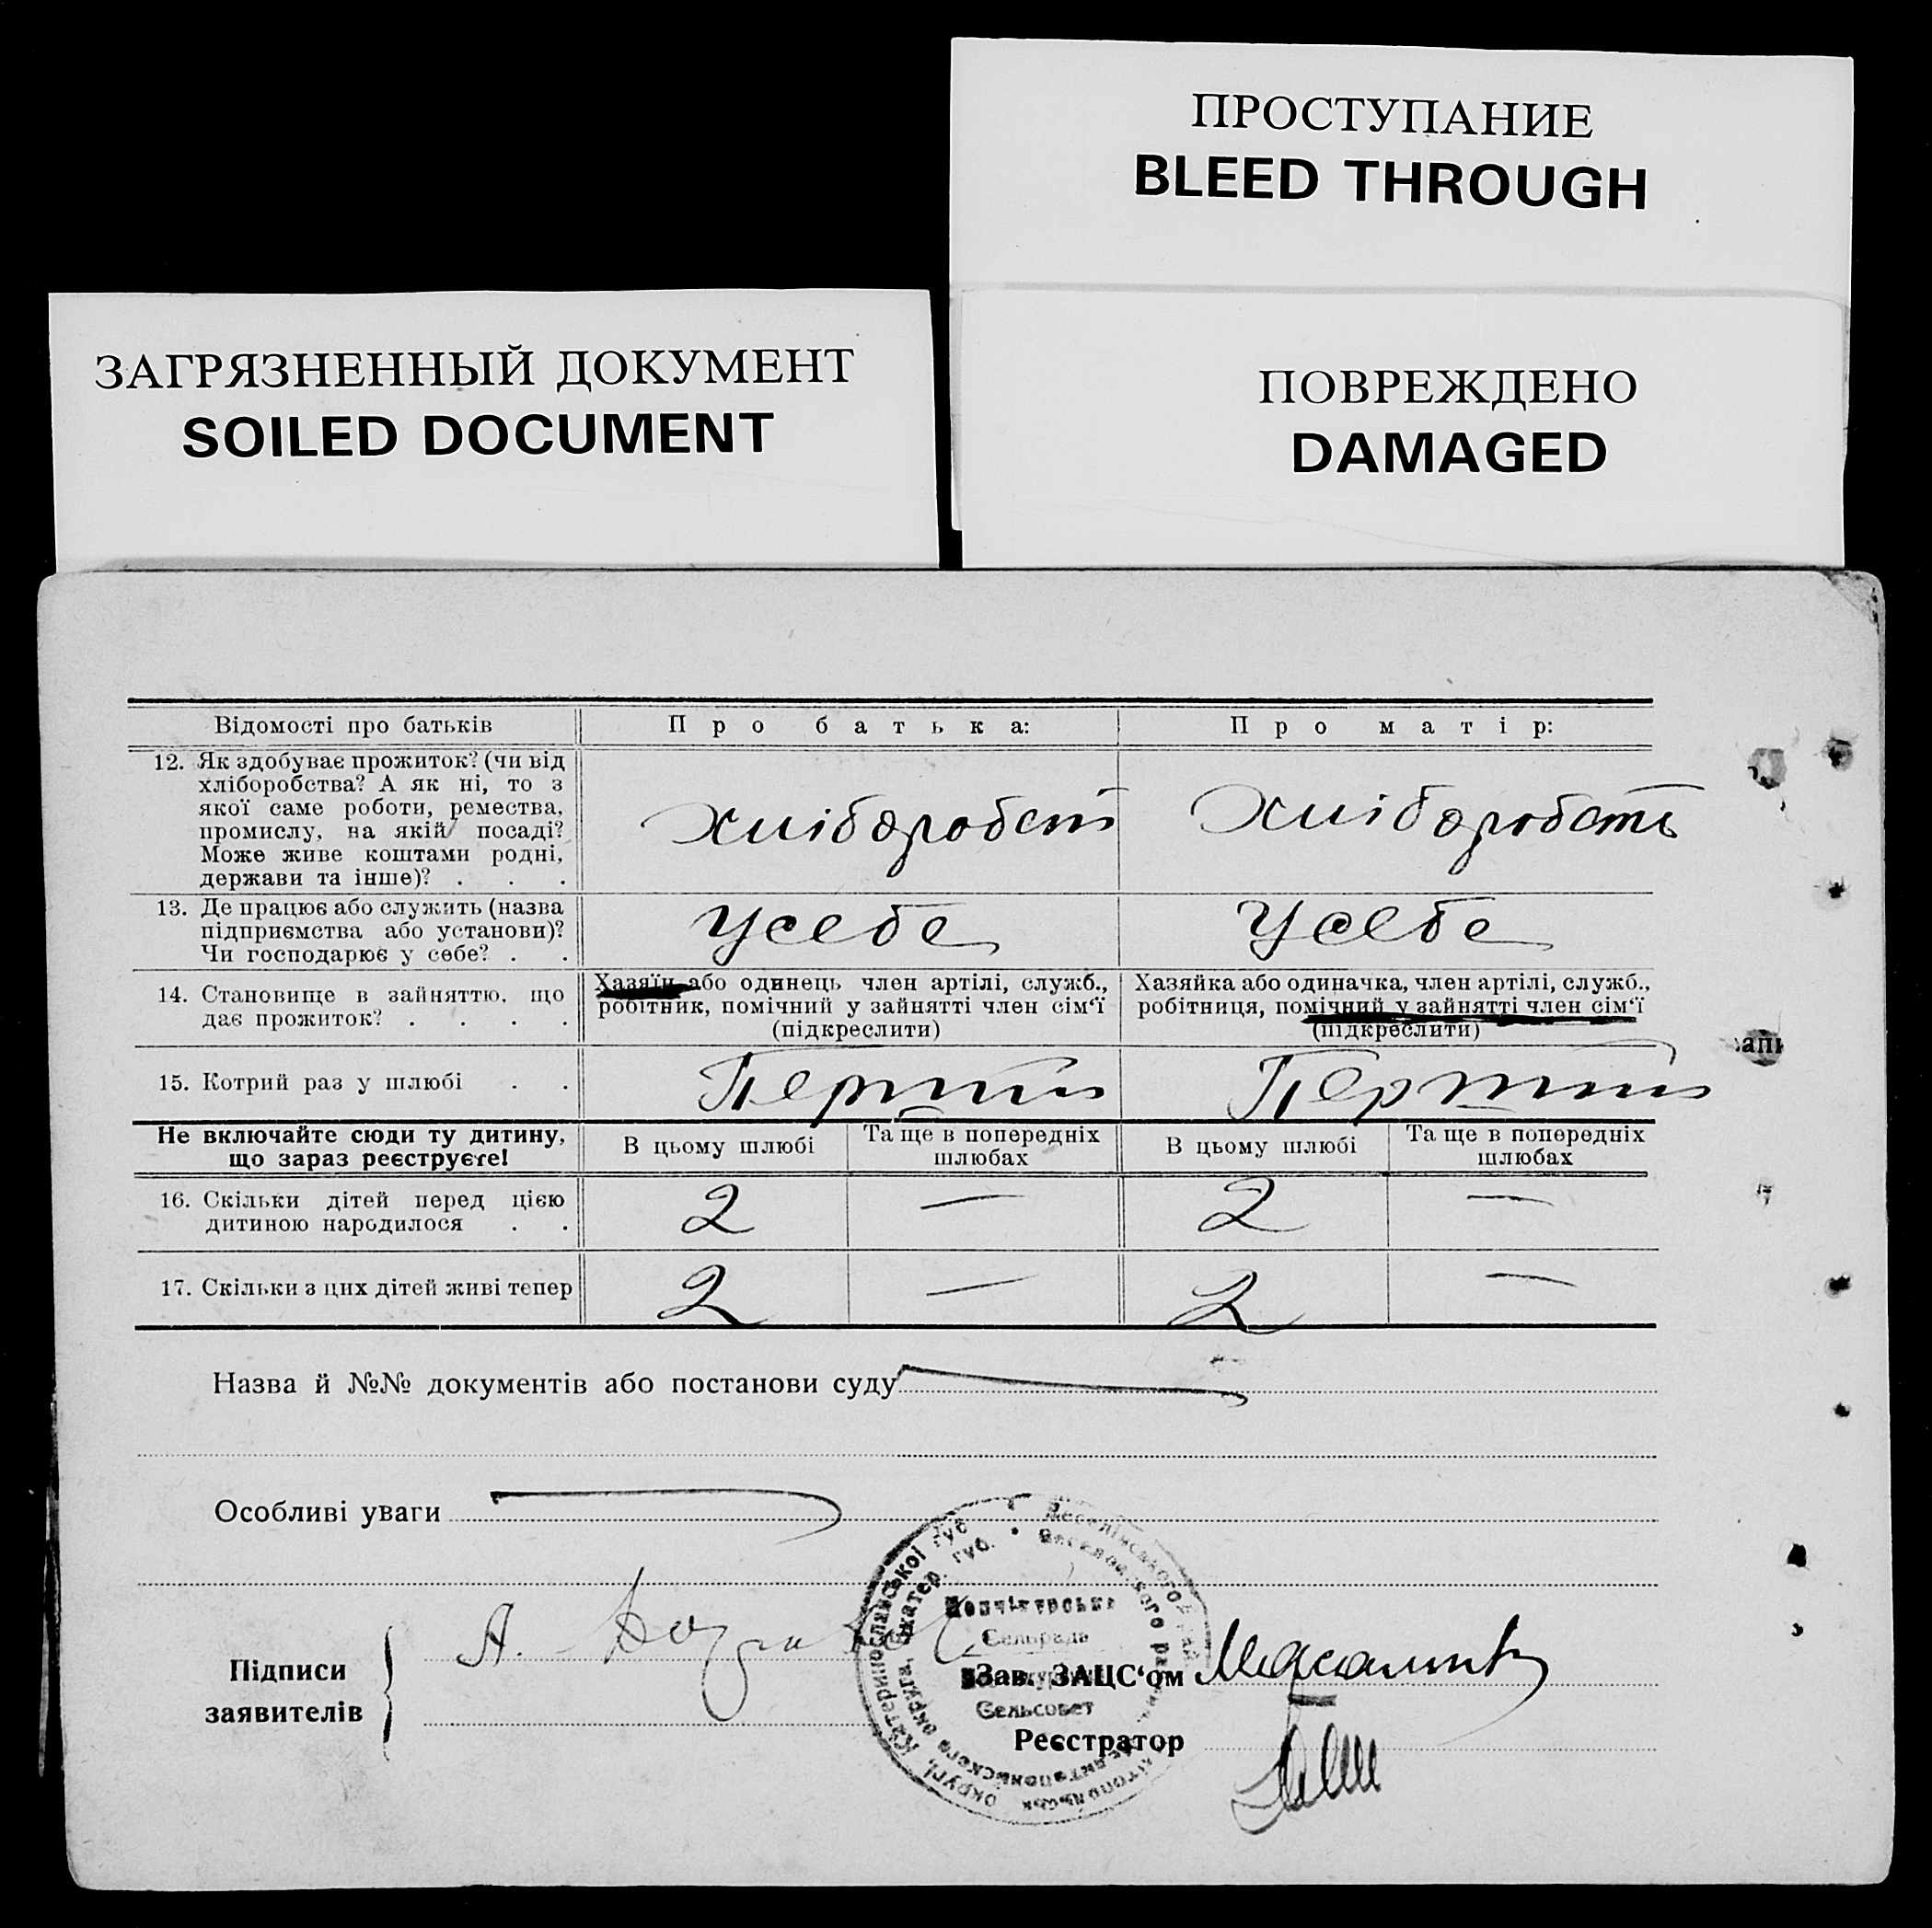 ПРОСТУПАНИЕ
BLEED THROUGH
ЗАГРЯЗНЕННЫЙ ДОКУМЕНТ
SOILED DOCUMENT
ПОВРЕЖДЕНО
DAMAGED
Відомості про батьків
Про батька:
Про матір:
12. Як здобуває прожиток? (чи від
хліборобства? А як ні, то з
якої саме роботи, ремества,
промислу, на якій посаді?
Може живе коштами родні,
держави та інше)? . . .
Хліборобств
Хліборобств
13. Де працює або служить (назва
підприємства або установи)?
Чи господарює у себе? . .
Усебе
Усебе
14. Становище в зайняттю, що
дає прожиток? . . . .
Хазяїн або одинець член артілі, служб.,
робітник, помічний у зайнятті член сім‘ї
(підкреслити)
Хазяйка або одиначка, член артілі, служб.,
робітниця, помічний у зайнятті член сім‘ї
(підкреслити)
15. Котрий раз у шлюбі . .
Перший
Перший
Не включайте сюди ту дитину,
що зараз реєструєте!
В цьому шлюбі
Та ще в попередніх
шлюбах
В цьому шлюбі
Та ще в попередніх
шлюбах
16. Скільки дітей перед цією
дитиною народилося . .
2
—
2
—
17. Скільки з цих дітей живі тепер
2
—
2
—
Назва й №№ документів або постанови суду
Особливі уваги
Підписи
заявителів
А.
Сельрада
Сельсовет
Зав. ЗАЦС‘ом
Реєстратор